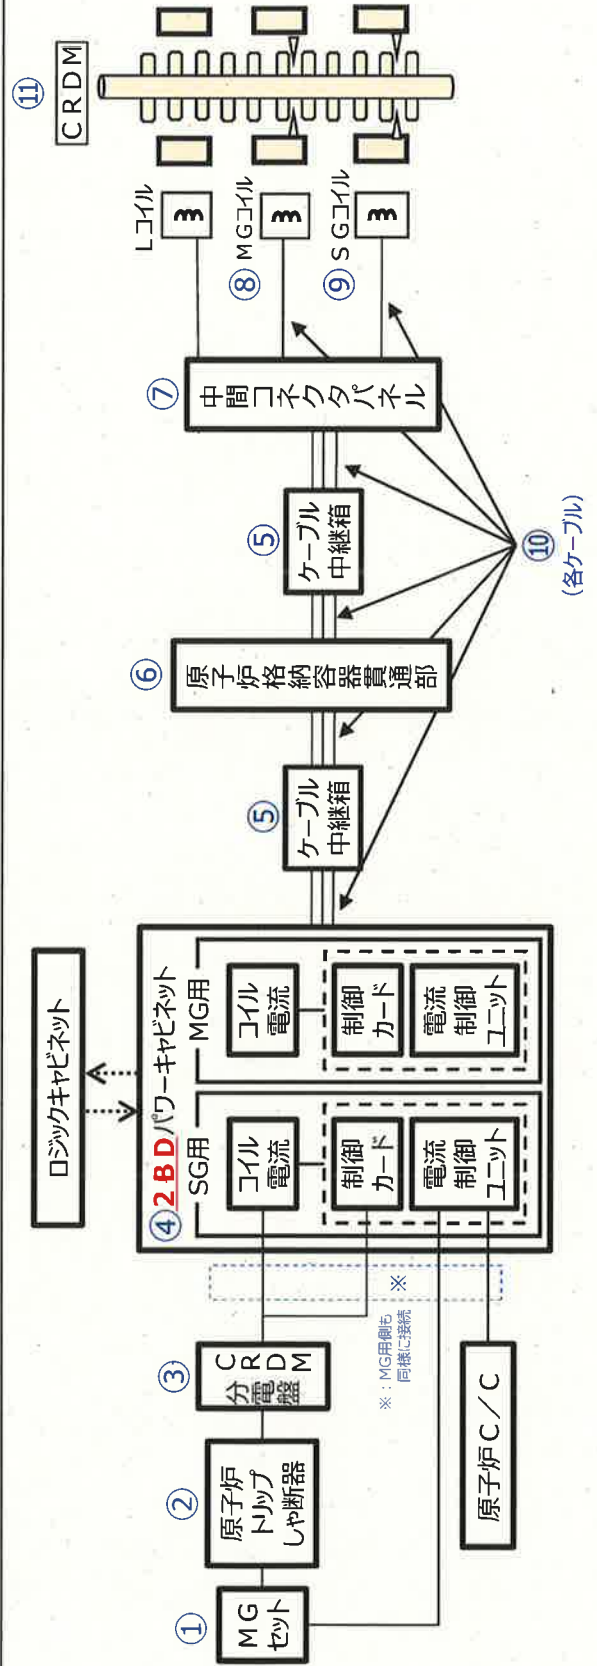 ①
MG
セット
②
原子炉
トリップ
しゃ断器
③
CRDM
分電盤
※
※：MG用側も
同様に接続
原子炉C／C
ロジックキャビネット
④2BDパワーキャビネット
SG用
コイル
電流
制御
カード
電流
制御
ユニット
MG用
コイル
電流
制御
カード
電流
制御
ユニット
⑤
ケーブル
中継箱
⑥
原子炉格納容器貫通部
⑤
ケーブル
中継箱
⑦
中間コネクタパネル
⑩
(各ケーブル)
Lコイル
⑧
MGコイル
⑨
SGコイル
⑪
CRDM